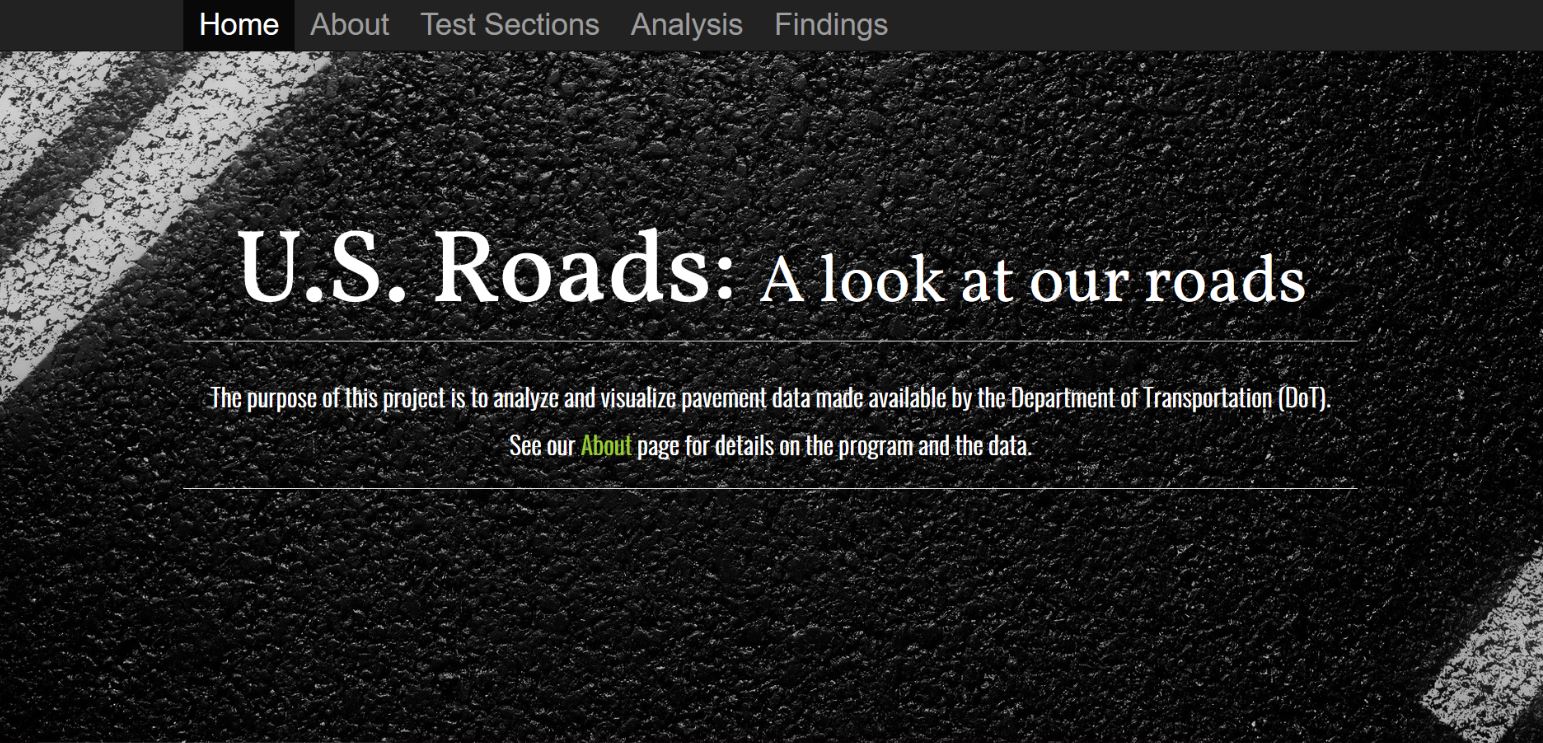 Home About Test Sections Analysis Findings
U.S. Roads: A look at our roads
The purpose of this project is to analyze and visualize pavement data made available by the Department of Transportation (DoT).
See our About page for details on the program and the data.